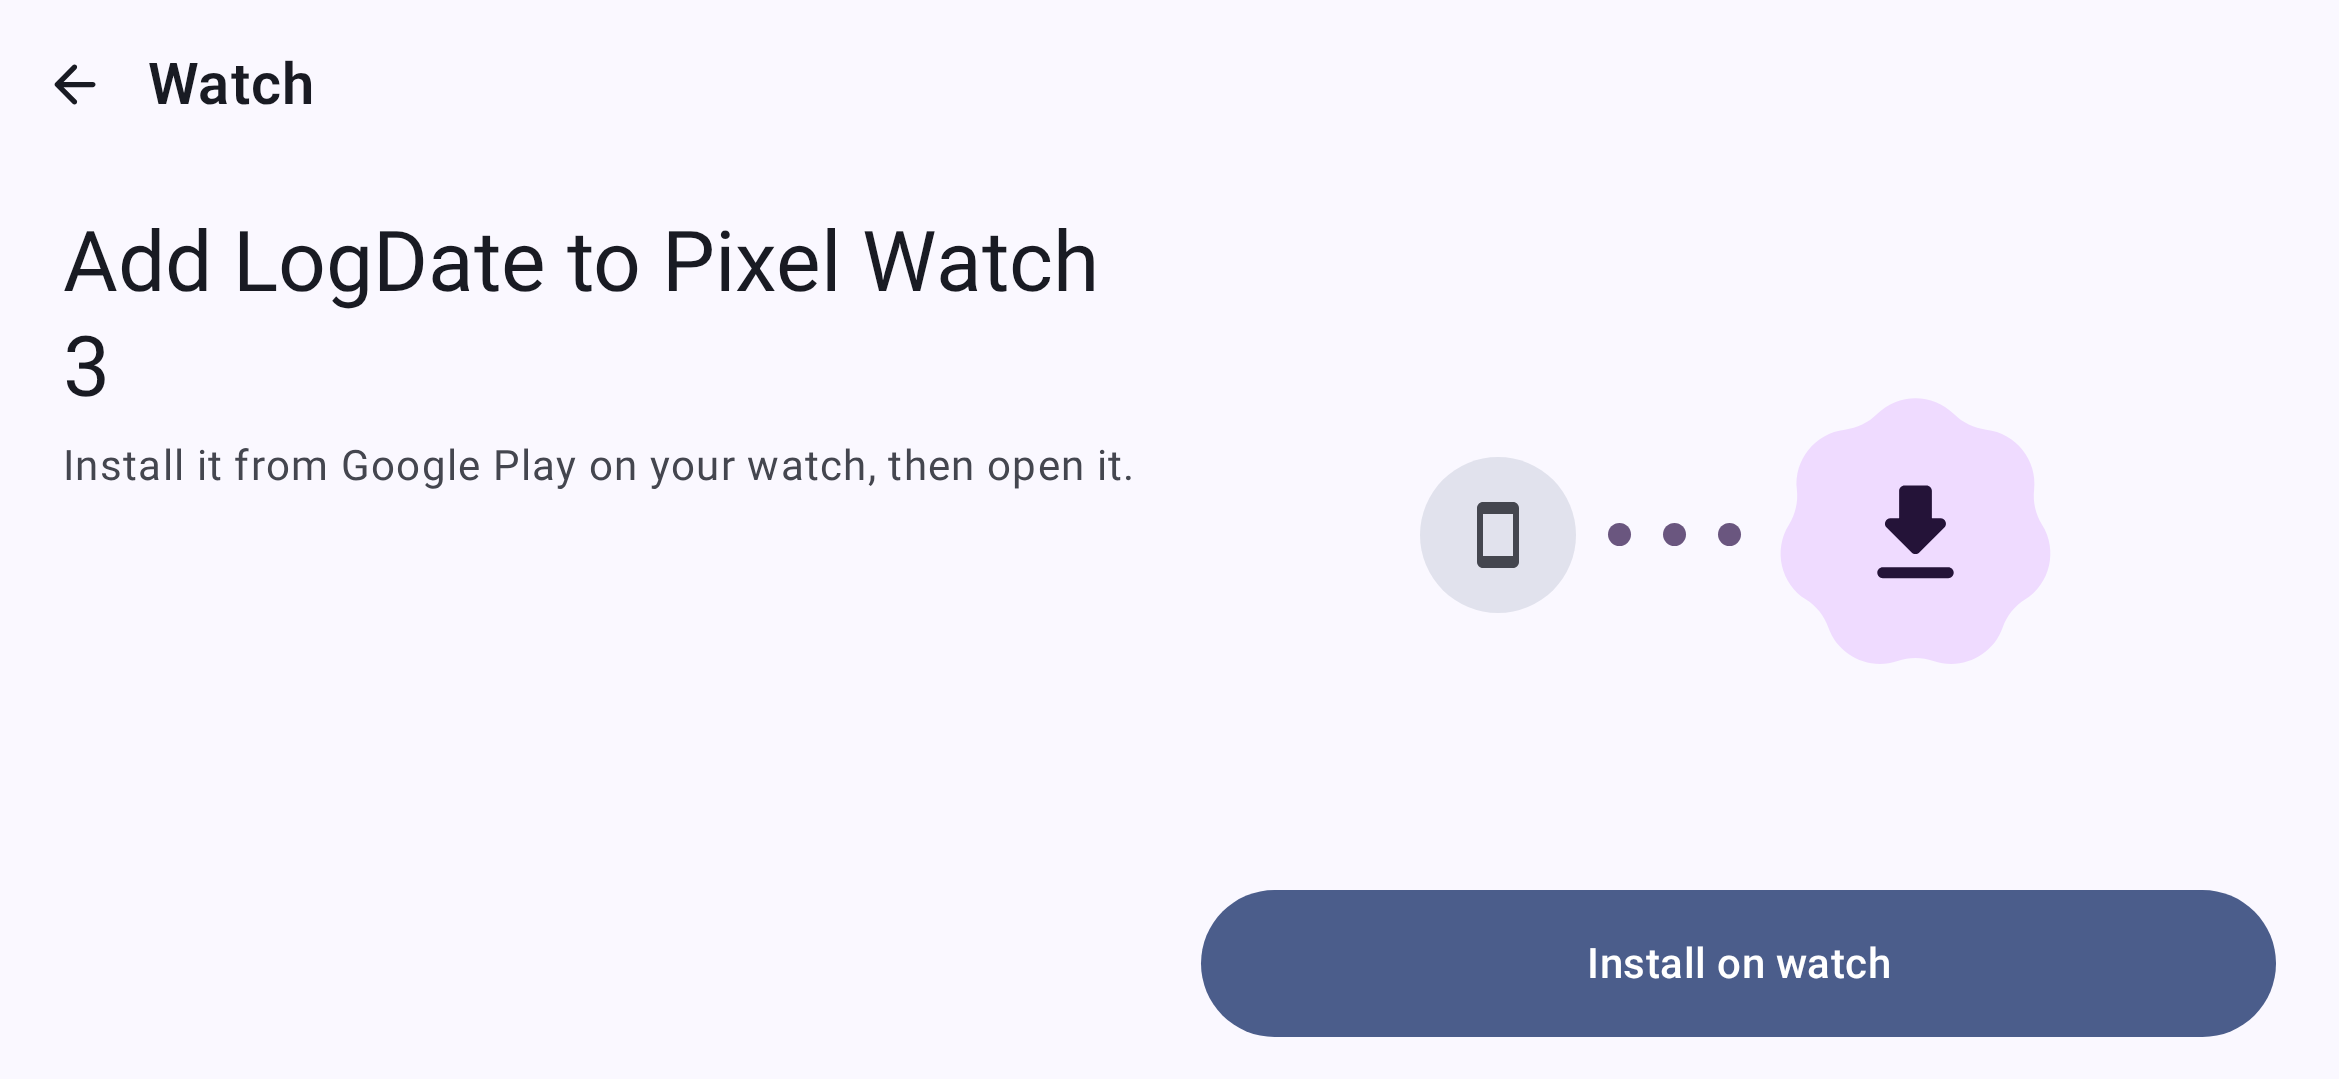 Watch
Add LogDate to Pixel Watch
3
Install it from Google Play on your watch, then open it.
Install on watch